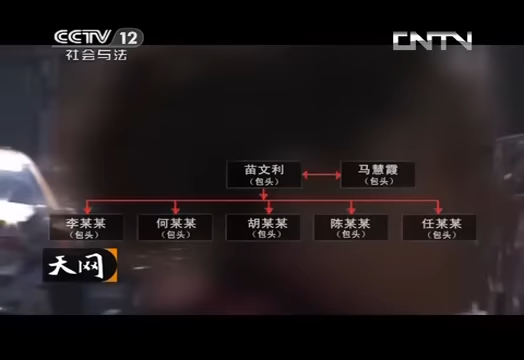 CCTV 12
社会与法
CNTV
苗文利
(包头)
马慧霞
(包头)
李某某
(包头)
何某某
(包头)
胡某某
(包头)
陈某某
(包头)
任某某
(包头)
天网